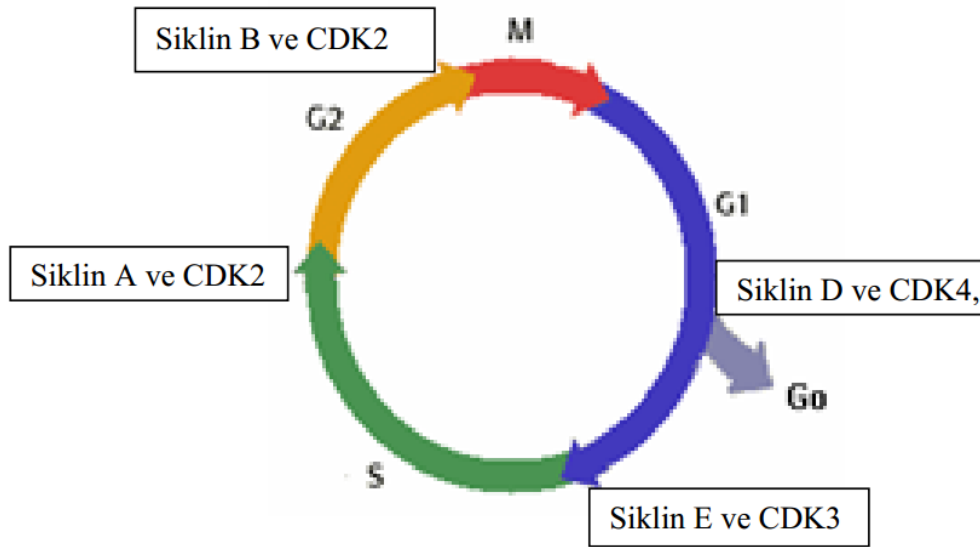 Siklin B ve CDK2
M
G2
G1
Siklin A ve CDK2
Siklin D ve CDK4,
Go
S
Siklin E ve CDK3